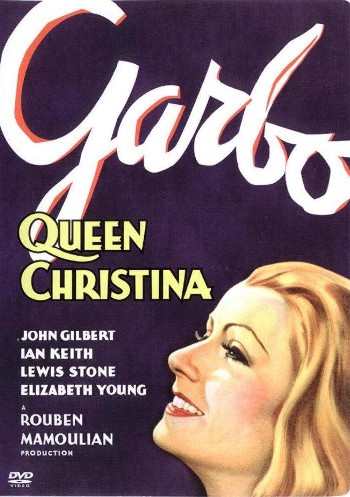 Garbo
QUEEN
CHRISTINA
JOHN GILBERT
IAN KEITH
LEWIS STONE
ELIZABETH YOUNG
A
ROUBEN
MAMOULIAN
PRODUCTION
DVD
VIDEO